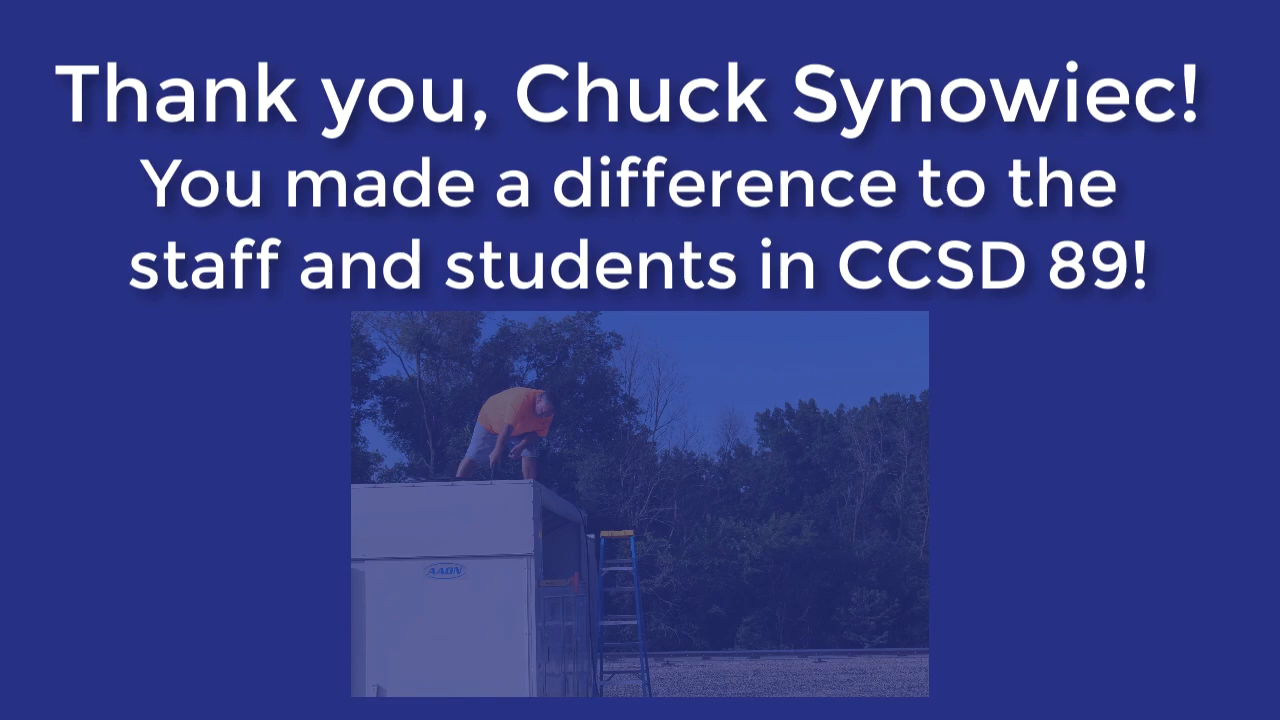 Thank you, Chuck Synowiec!
You made a difference to the
staff and students in CCSD 89!
AAON